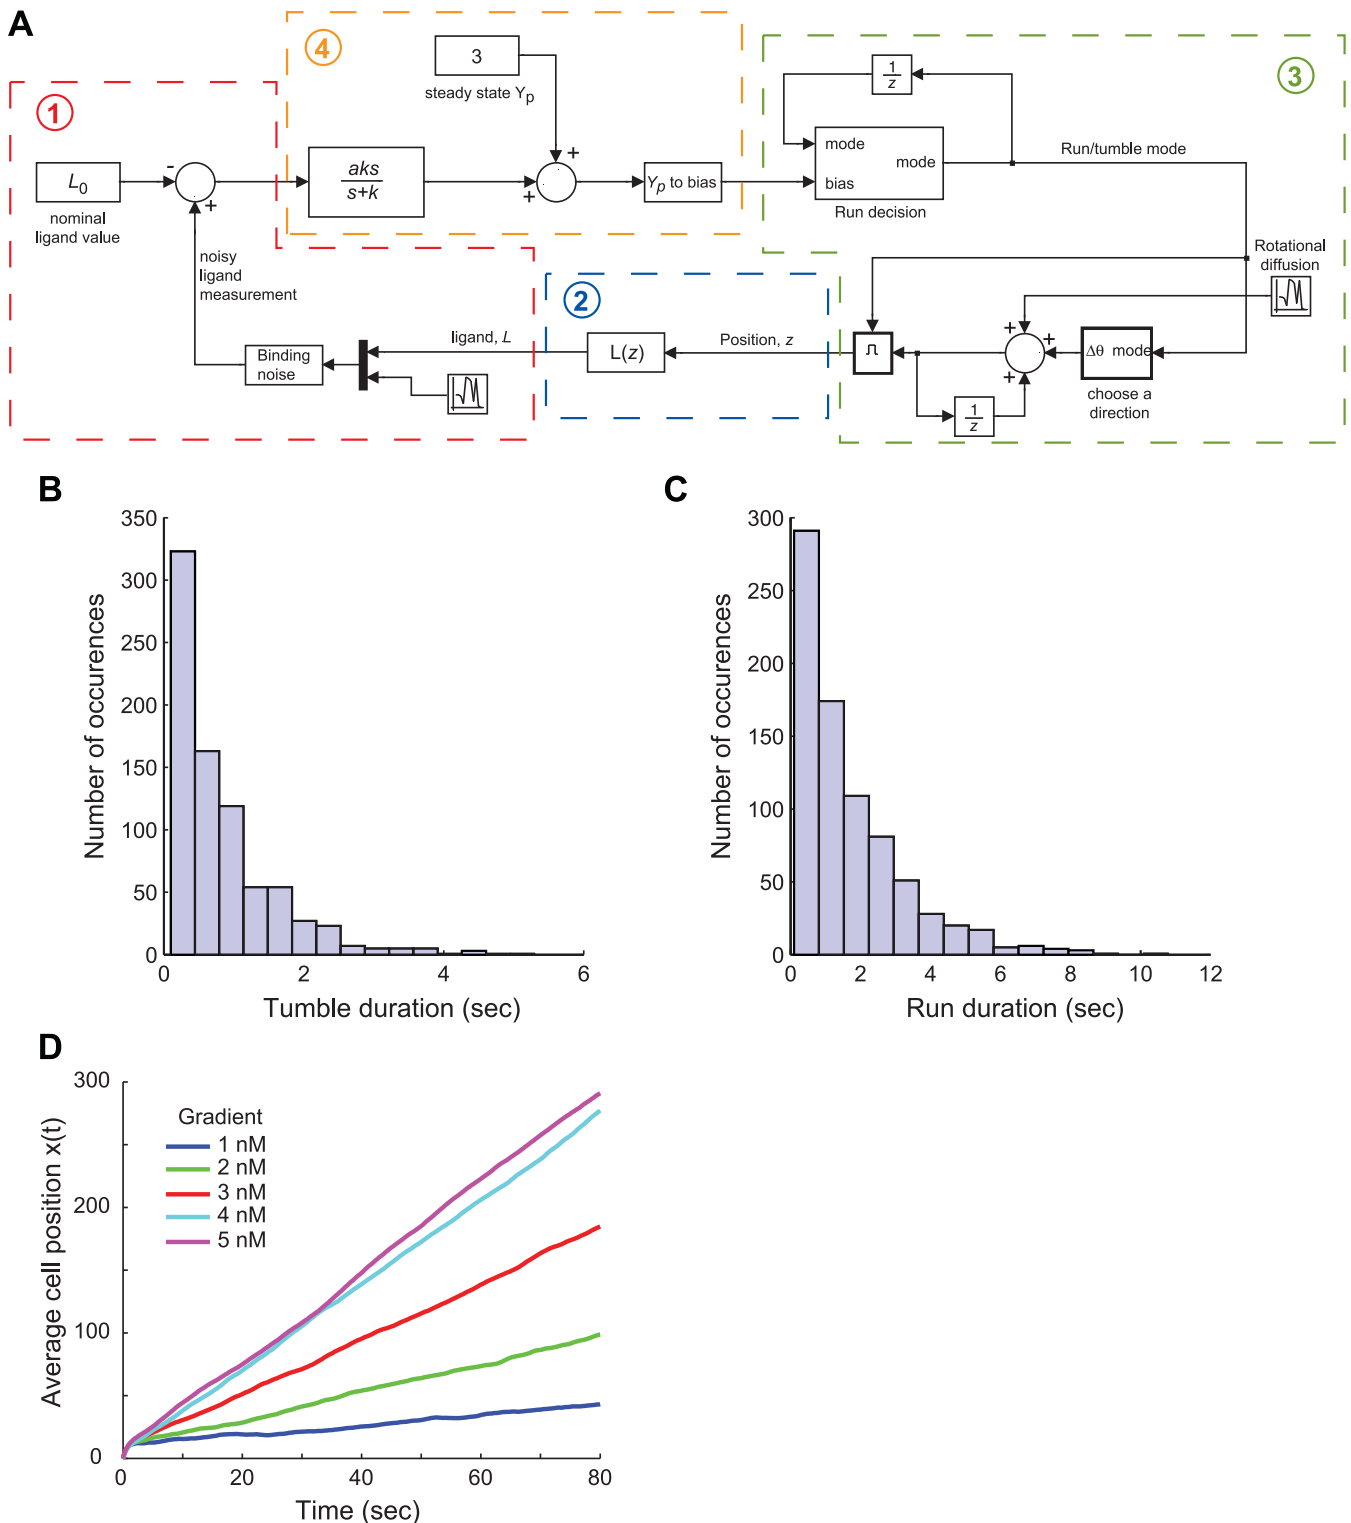 A
1
4
3
steady state Yp
3
L0
nominal
ligand value
-
+
aks
s+k
+
+
Yp to bias
1
z
mode
mode
bias
Run decision
Run/tumble mode
noisy
ligand
measurement
Binding
noise
ligand, L
2
L(z)
Position, z
Rotational
diffusion
+
+
+
Δθ mode
choose a
direction
1
z
B
350
300
250
200
150
100
50
0
0
2
4
6
Number of occurences
Tumble duration (sec)
C
300
250
200
150
100
50
0
0
2
4
6
8
10
12
Number of occurences
Run duration (sec)
D
300
200
100
0
0
20
40
60
80
Average cell position x(t)
Time (sec)
Gradient
1 nM
2 nM
3 nM
4 nM
5 nM